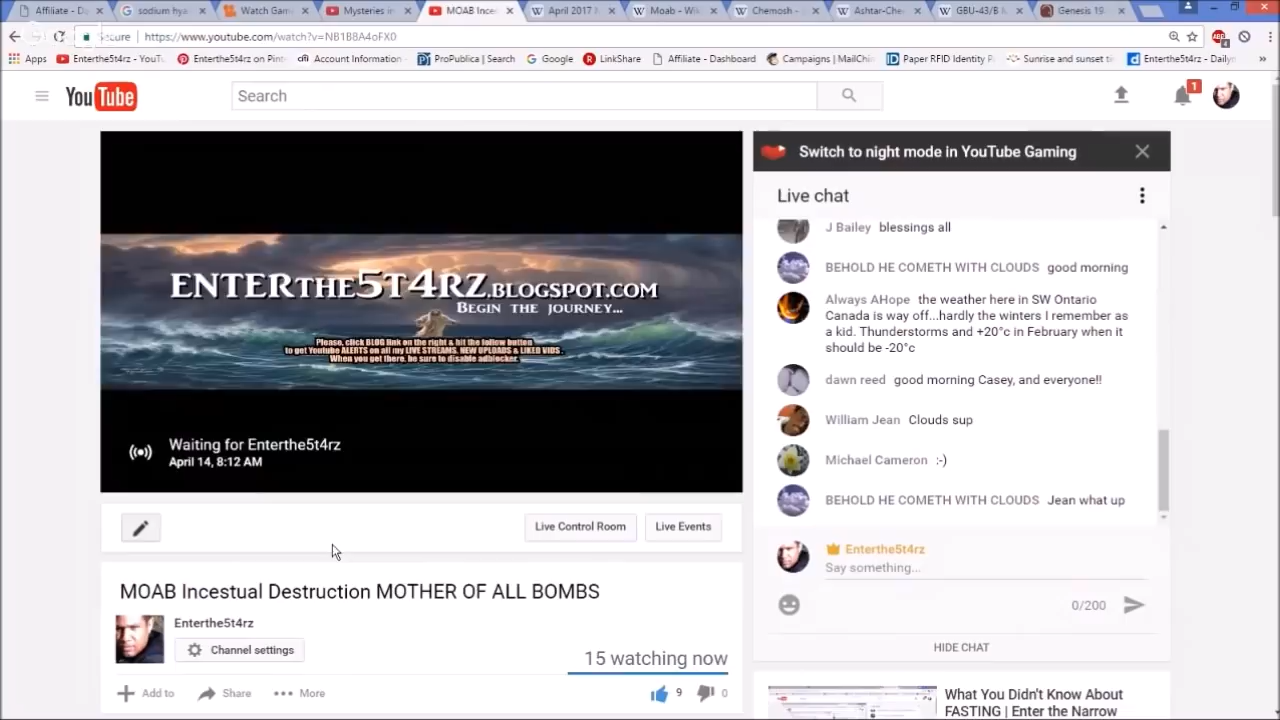 Affiliate - Da
sodium hya
Watch Gam
Mysteries in
MOAB Ince
April 2017 N
Moab - Wik
Chemosh -
Ashtar-Che
GBU-43/B M
Genesis 19
Secure
https://www.youtube.com/watch?v=NB1B8A4oFX0
Apps
Enterthe5t4rz - YouTu
Enterthe5t4rz on Pint
Account Information -
ProPublica | Search
Google
LinkShare
Affiliate - Dashboard
Campaigns | MailChim
Paper RFID Identity P
Sunrise and sunset tim
Enterthe5t4rz - Dailym
YouTube
Search
1
ENTERTHE5T4RZ.BLOGSPOT.COM
BEGIN THE JOURNEY...
Please, click BLOG link on the right & hit the follow button
to get Youtube ALERTS on all my LIVE STREAMS, NEW UPLOADS & LIKED VIDS.
When you get there, be sure to disable adblocker.
Waiting for Enterthe5t4rz
April 14, 8:12 AM
Live Control Room
Live Events
MOAB Incestual Destruction MOTHER OF ALL BOMBS
Enterthe5t4rz
Channel settings
15 watching now
Add to
Share
More
9
0
Switch to night mode in YouTube Gaming
Live chat
J Bailey blessings all
BEHOLD HE COMETH WITH CLOUDS good morning
Always AHope the weather here in SW Ontario
Canada is way off...hardly the winters I remember as
a kid. Thunderstorms and +20°c in February when it
should be -20°c
dawn reed good morning Casey, and everyone!!
William Jean Clouds sup
Michael Cameron :-)
BEHOLD HE COMETH WITH CLOUDS Jean what up
Enterthe5t4rz
Say something...
0/200
HIDE CHAT
What You Didn't Know About
FASTING | Enter the Narrow